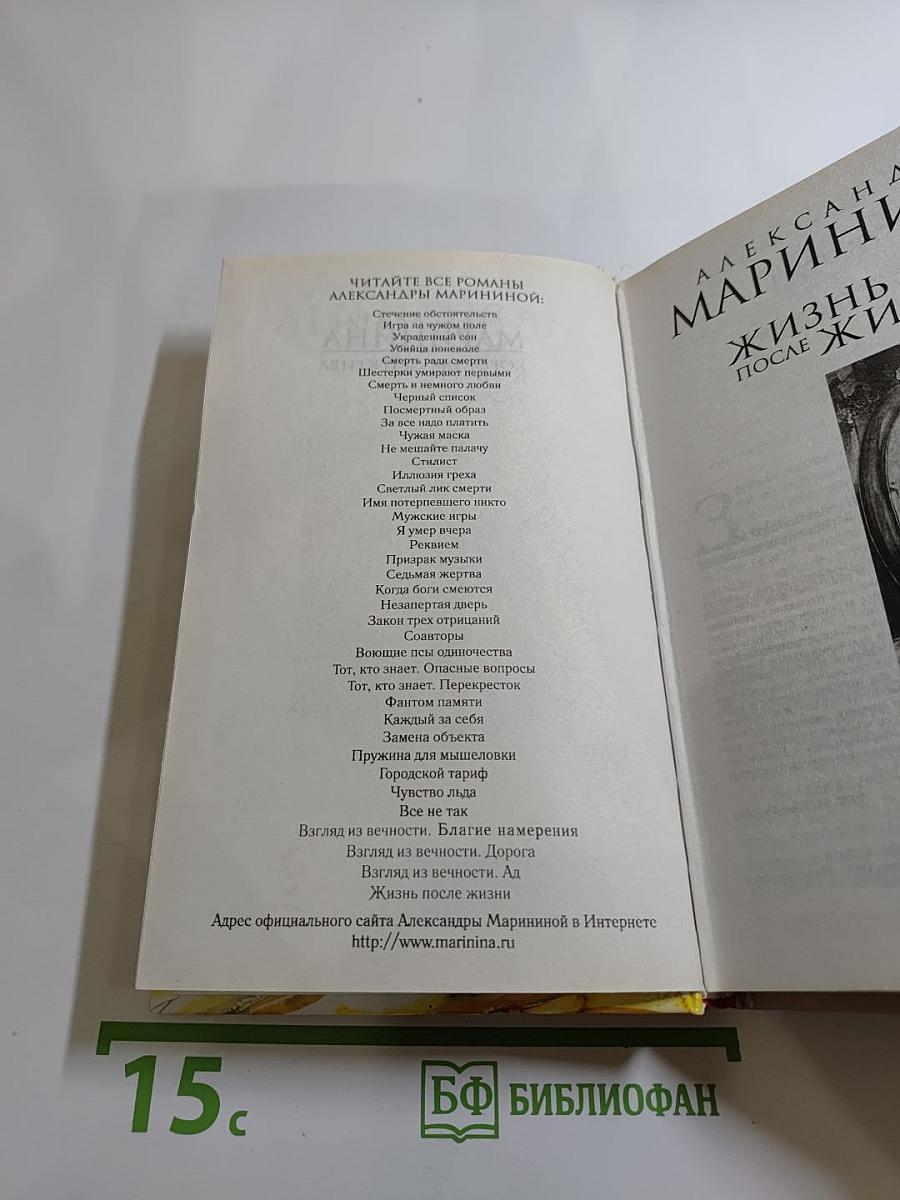 ЧИТАЙТЕ ВСЕ РОМАНЫ
АЛЕКСАНДРЫ МАРИНИНОЙ:
Стечение обстоятельств
Игра на чужом поле
Украденный сон
Убийца поневоле
Смерть ради смерти
Шестерки умирают первыми
Смерть и немного любви
Черный список
Посмертный образ
За все надо платить
Чужая маска
Не мешайте палачу
Стилист
Иллюзия греха
Светлый лик смерти
Имя потерпевшего никто
Мужские игры
Я умер вчера
Реквием
Призрак музыки
Седьмая жертва
Когда боги смеются
Незапертая дверь
Закон трех отрицаний
Соавторы
Воющие псы одиночества
Тот, кто знает. Опасные вопросы
Тот, кто знает. Перекресток
Фантом памяти
Каждый за себя
Замена объекта
Пружина для мышеловки
Городской тариф
Чувство льда
Все не так
Взгляд из вечности. Благие намерения
Взгляд из вечности. Дорога
Взгляд из вечности. Ад
Жизнь после жизни
Адрес официального сайта Александры Марининой в Интернете
http://www.marinina.ru
АЛЕКСАНД
МАРИНИ
ЖИЗНЬ
ПОСЛЕ ЖИ
15 с
БФ БИБЛИОФАН